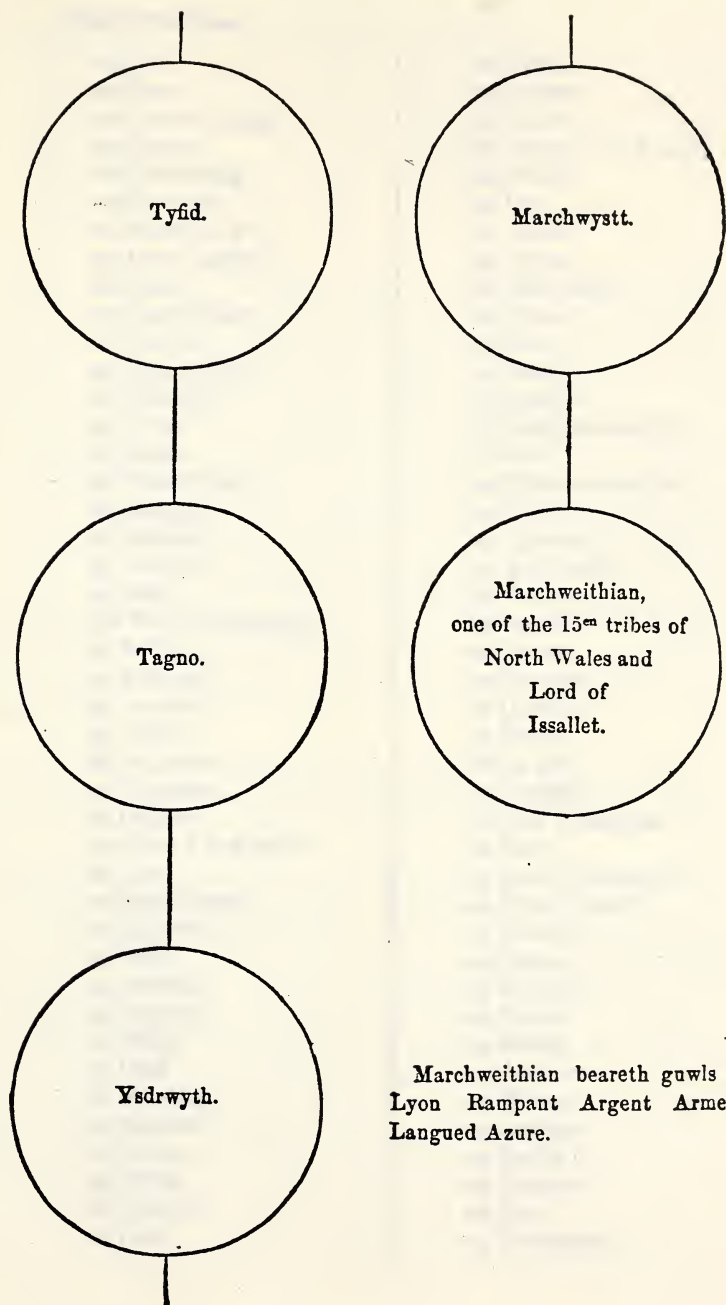 Tyfid.
Tagno.
Ysdrwyth.
Marchwystt.
Marchweithian,
one of the 15en tribes of
North Wales and
Lord of
Issallet.
Marchweithian beareth guwls
Lyon Rampant Argent Arme
Langued Azure.